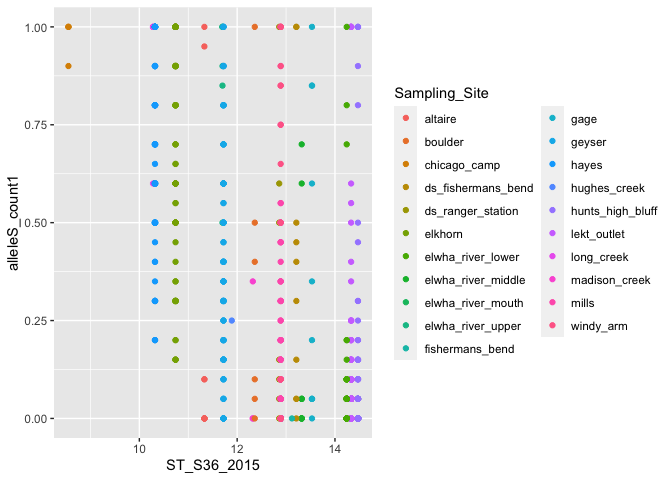 1.00
0.75
0.50
0.25
0.00
alleleS_count1
10
12
14
ST_S36_2015
Sampling_Site
altaire
boulder
chicago_camp
ds_fishermans_bend
ds_ranger_station
elkhorn
elwha_river_lower
elwha_river_middle
elwha_river_mouth
elwha_river_upper
fishermans_bend
gage
geyser
hayes
hughes_creek
hunts_high_bluff
lekt_outlet
long_creek
madison_creek
mills
windy_arm